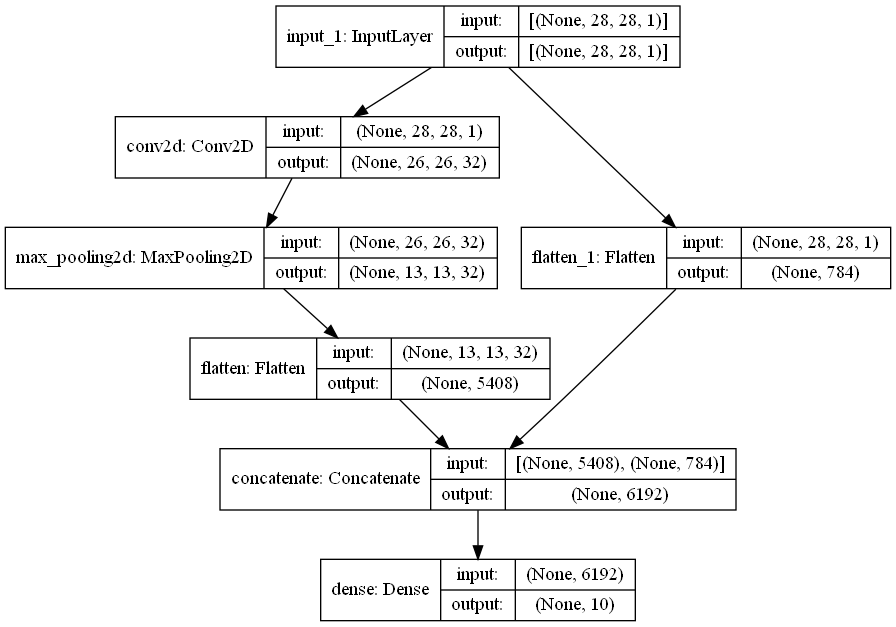 input_1: InputLayer
input:
[(None, 28, 28, 1)]
output:
[(None, 28, 28, 1)]
conv2d: Conv2D
input:
(None, 28, 28, 1)
output:
(None, 26, 26, 32)
max_pooling2d: MaxPooling2D
input:
(None, 26, 26, 32)
output:
(None, 13, 13, 32)
flatten_1: Flatten
input:
(None, 28, 28, 1)
output:
(None, 784)
flatten: Flatten
input:
(None, 13, 13, 32)
output:
(None, 5408)
concatenate: Concatenate
input:
[(None, 5408), (None, 784)]
output:
(None, 6192)
dense: Dense
input:
(None, 6192)
output:
(None, 10)